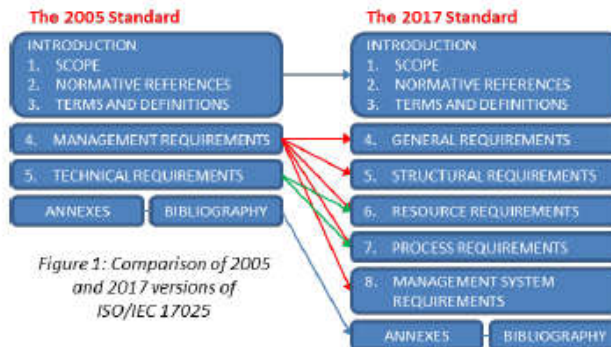 The 2005 Standard
INTRODUCTION
1. SCOPE
2. NORMATIVE REFERENCES
3. TERMS AND DEFINITIONS
4. MANAGEMENT REQUIREMENTS
5. TECHNICAL REQUIREMENTS
ANNEXES
BIBLIOGRAPHY
Figure 1: Comparison of 2005
and 2017 versions of
ISO/IEC 17025
The 2017 Standard
INTRODUCTION
1. SCOPE
2. NORMATIVE REFERENCES
3. TERMS AND DEFINITIONS
4. GENERAL REQUIREMENTS
5. STRUCTURAL REQUIREMENTS
6. RESOURCE REQUIREMENTS
7. PROCESS REQUIREMENTS
8. MANAGEMENT SYSTEM
REQUIREMENTS
ANNEXES
BIBLIOGRAPHY